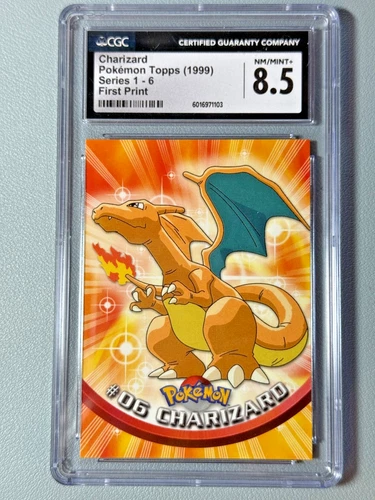 CGC
CERTIFIED GUARANTY COMPANY
Charizard
Pokémon Topps (1999)
Series 1 - 6
First Print
6016971103
NM/MINT+
8.5
Pokémon
#06 CHARIZARD